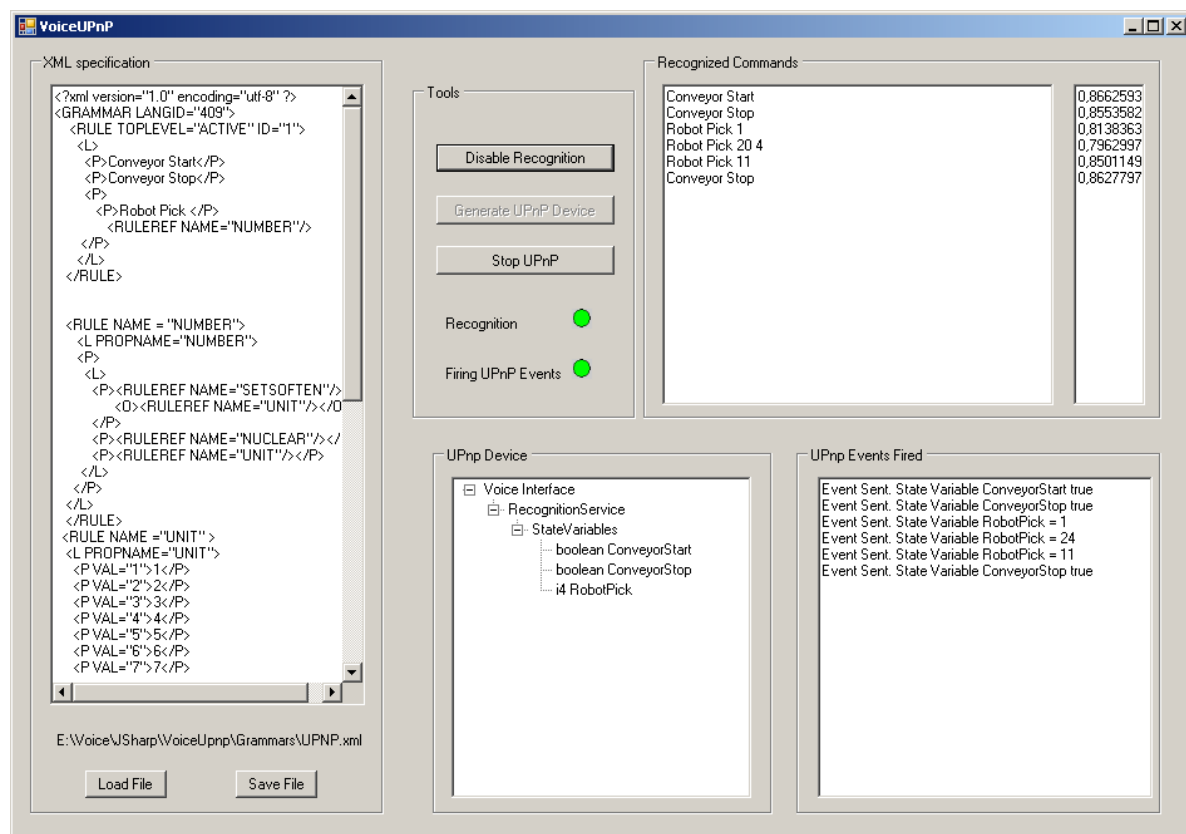 VoiceUPnP
XML specification
<?xml version="1.0" encoding="utf-8" ?>
<GRAMMAR LANGID="409">
<RULE TOPLEVEL="ACTIVE" ID="1">
<L>
<P>Conveyor Start</P>
<P>Conveyor Stop</P>
<P>
<P>Robot Pick </P>
<RULEREF NAME="NUMBER"/>
</P>
</L>
</RULE>
<RULE NAME = "NUMBER">
<L PROPNAME="NUMBER">
<P>
<L>
<P><RULEREF NAME="SETSOFTEN"/>
<O><RULEREF NAME="UNIT"/></O
</P>
<P><RULEREF NAME="NUCLEAR"/></
<P><RULEREF NAME="UNIT"/></P>
</L>
</P>
</L>
</RULE>
<RULE NAME ="UNIT" >
<L PROPNAME="UNIT">
<P VAL="1">1</P>
<P VAL="2">2</P>
<P VAL="3">3</P>
<P VAL="4">4</P>
<P VAL="5">5</P>
<P VAL="6">6</P>
<P VAL="7">7</P>
E:\Voice\JSharp\VoiceUpnp\Grammars\UPNP.xml
Load File
Save File
Tools
Disable Recognition
Generate UPnP Device
Stop UPnP
Recognition
Firing UPnP Events
Recognized Commands
Conveyor Start 0,8662593
Conveyor Stop 0,8553582
Robot Pick 1 0,8138363
Robot Pick 20 4 0,7962997
Robot Pick 11 0,8501149
Conveyor Stop 0,8627797
UPnp Device
Voice Interface
RecognitionService
StateVariables
boolean ConveyorStart
boolean ConveyorStop
i4 RobotPick
UPnp Events Fired
Event Sent. State Variable ConveyorStart true
Event Sent. State Variable ConveyorStop true
Event Sent. State Variable RobotPick = 1
Event Sent. State Variable RobotPick = 24
Event Sent. State Variable RobotPick = 11
Event Sent. State Variable ConveyorStop true